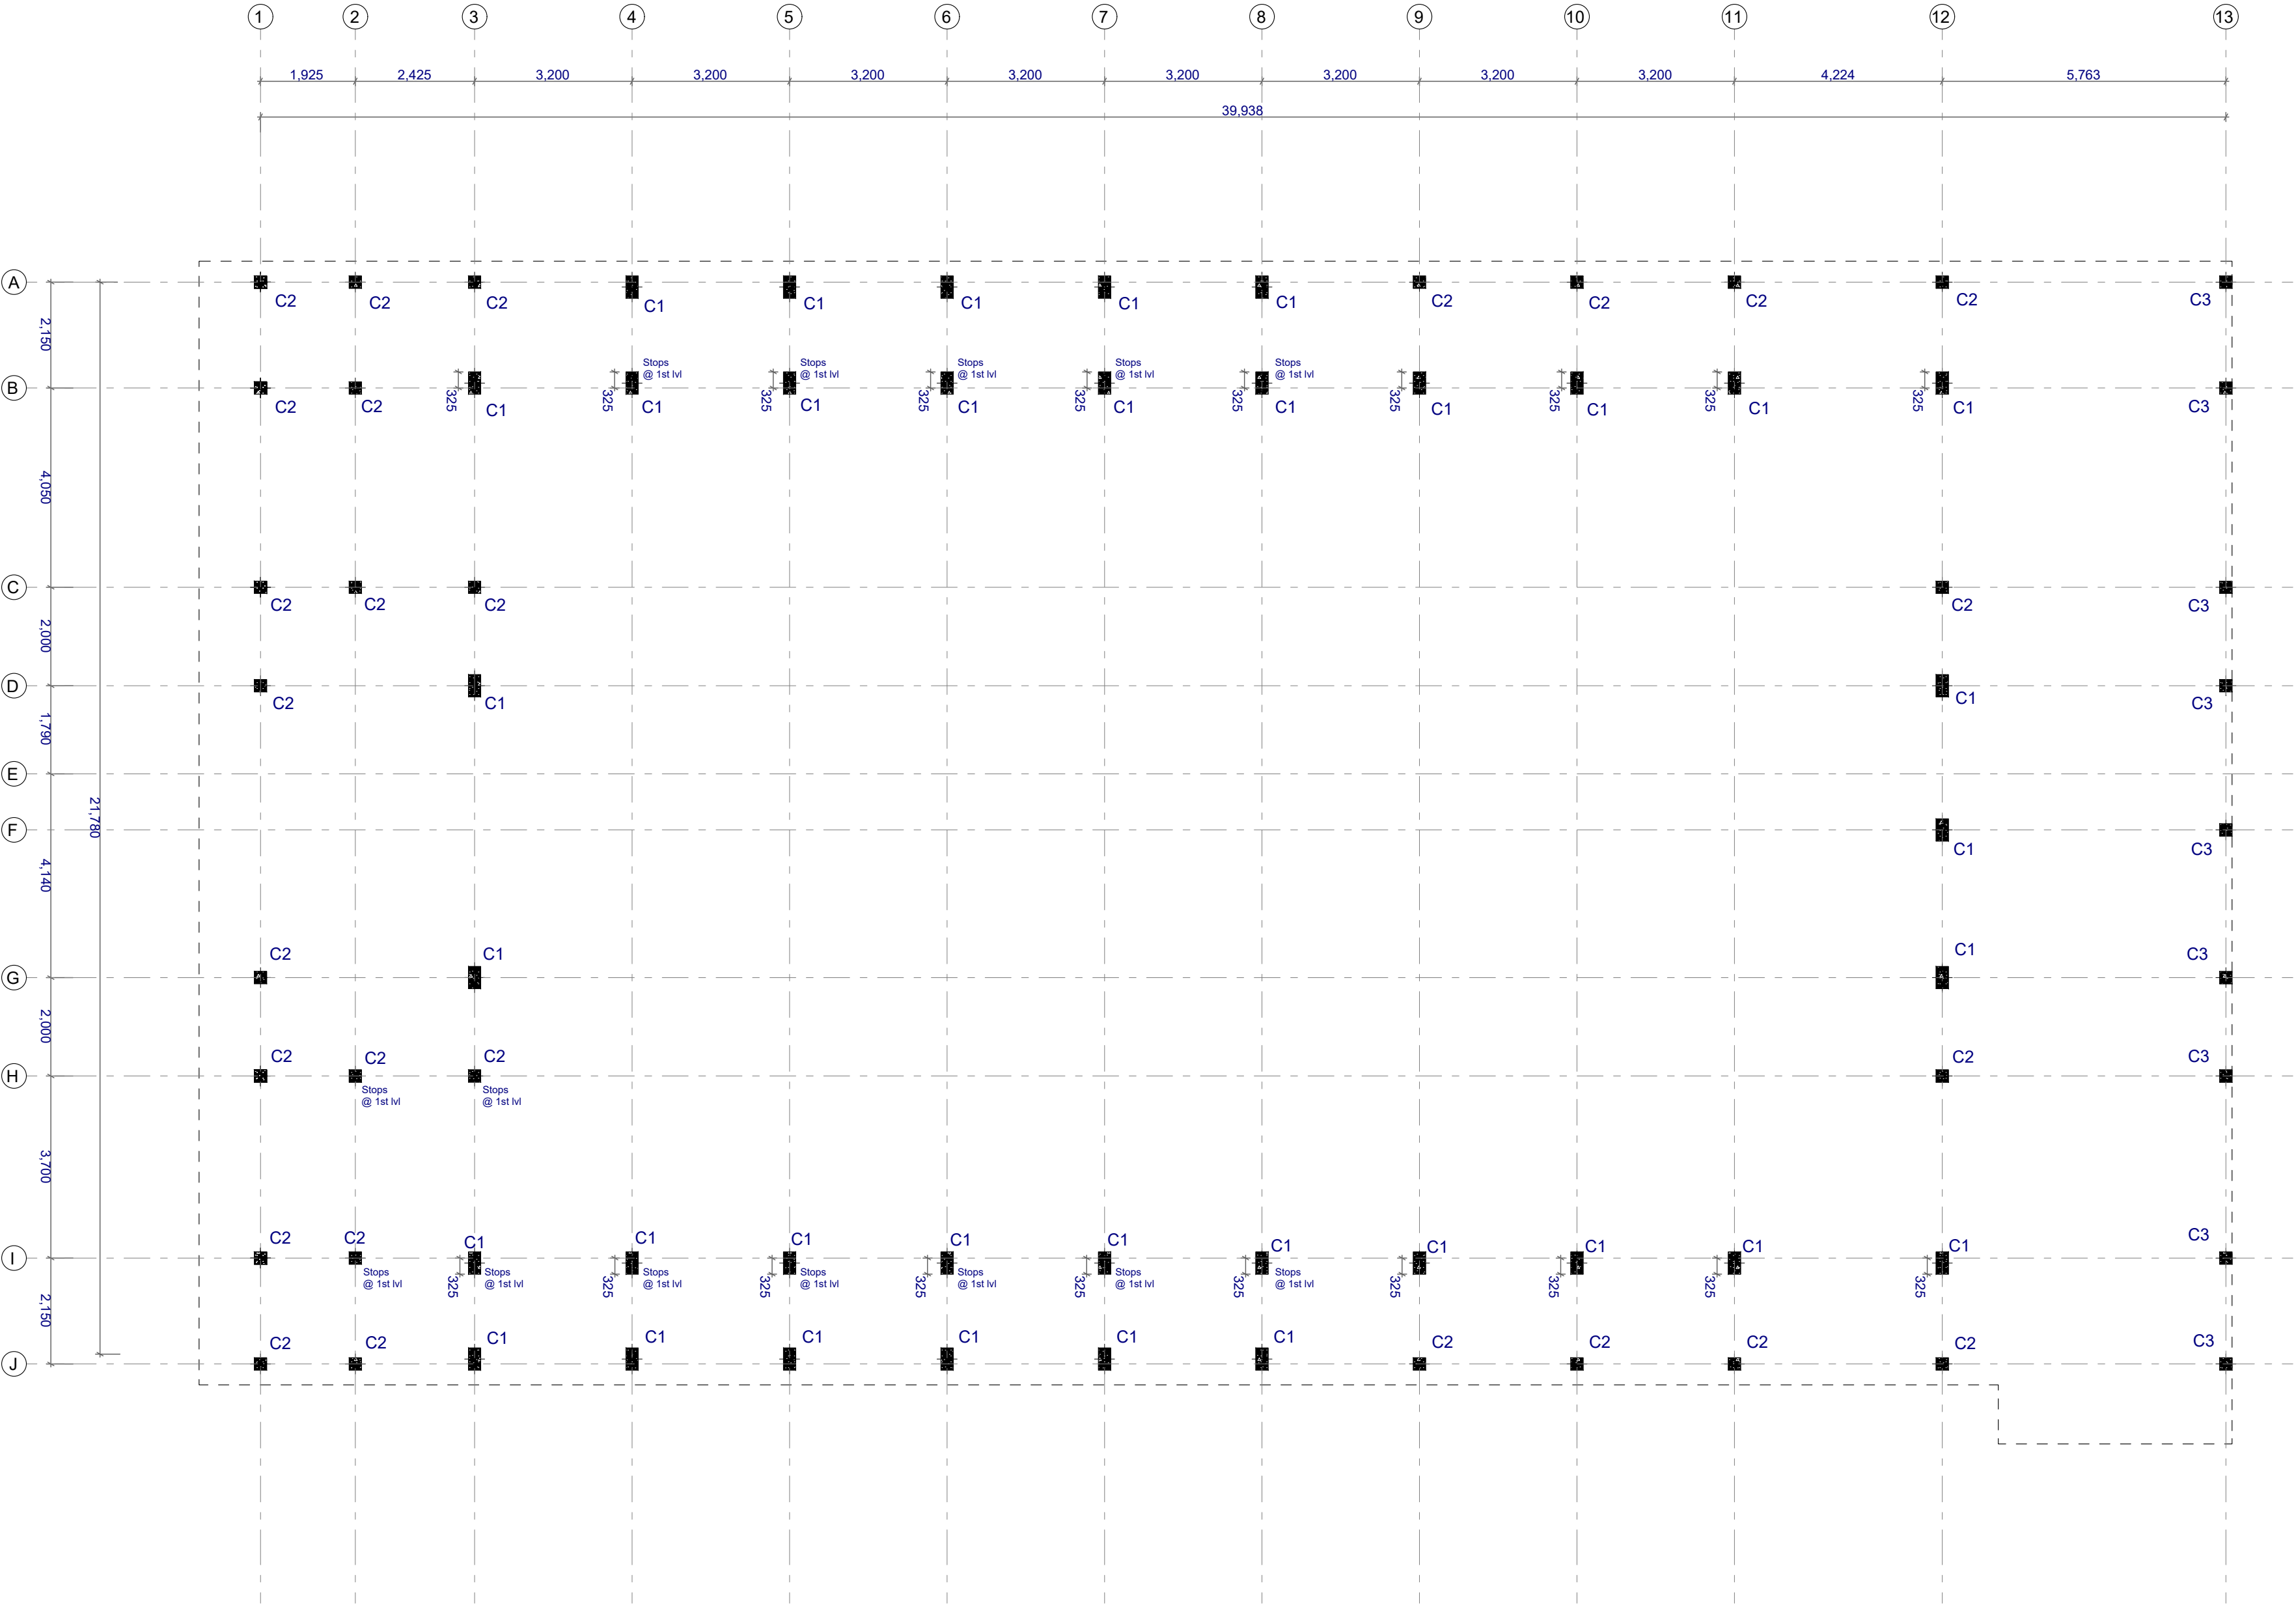 1 2 3 4 5 6 7 8 9 10 11 12 13
1,925 2,425 3,200 3,200 3,200 3,200 3,200 3,200 3,200 3,200 4,224 5,763
39,938
A
C2 C2 C2 C1 C1 C1 C1 C1 C2 C2 C2 C2 C3
2,150
Stops Stops Stops Stops Stops
@ 1st lvl @ 1st lvl @ 1st lvl @ 1st lvl @ 1st lvl
B
325 325 325 325 325 325 325 325 325 325
C2 C2 C1 C1 C1 C1 C1 C1 C1 C1 C1 C1 C3
4,050
C
C2 C2 C2 C2 C3
2,000
D
C2 C1 C1 C3
1,790
E
21,780
F
C1 C3
4,140
C2 C1 C1 C3
G
2,000
C2 C2 C2 C2 C3
H
Stops Stops
@ 1st lvl @ 1st lvl
3,700
C2 C2 C1 C1 C1 C1 C1 C1 C1 C1 C1 C1 C3
I
Stops Stops Stops Stops Stops Stops Stops
@ 1st lvl @ 1st lvl @ 1st lvl @ 1st lvl @ 1st lvl @ 1st lvl @ 1st lvl
325 325 325 325 325 325 325 325 325 325
2,150
C2 C2 C1 C1 C1 C1 C1 C1 C2 C2 C2 C2 C3
J